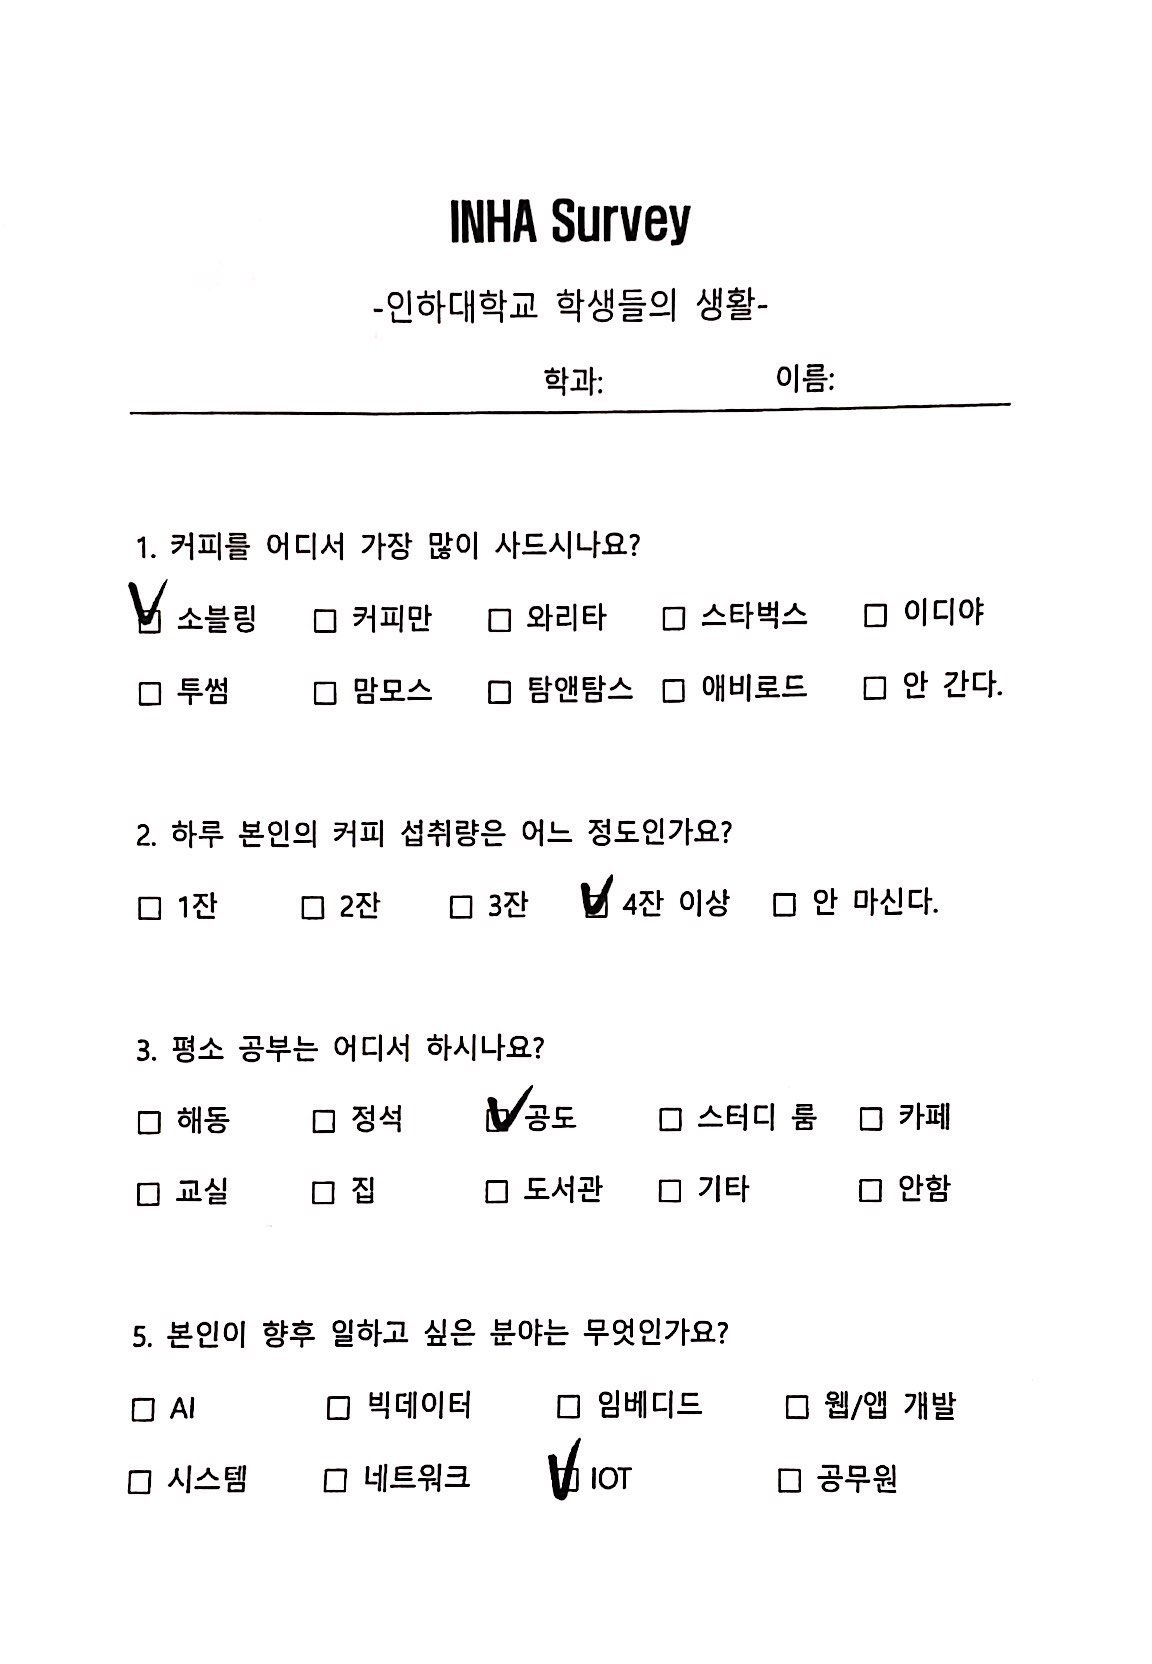 INHA Survey
-인하대학교 학생들의 생활-
학과: 이름:
1. 커피를 어디서 가장 많이 사드시나요?
☑ 소블링 ☐ 커피만 ☐ 와리타 ☐ 스타벅스 ☐ 이디야
☐ 투썸 ☐ 맘모스 ☐ 탐앤탐스 ☐ 애비로드 ☐ 안 간다.
2. 하루 본인의 커피 섭취량은 어느 정도인가요?
☐ 1잔 ☐ 2잔 ☐ 3잔 ☑ 4잔 이상 ☐ 안 마신다.
3. 평소 공부는 어디서 하시나요?
☐ 해동 ☐ 정석 ☑ 공도 ☐ 스터디 룸 ☐ 카페
☐ 교실 ☐ 집 ☐ 도서관 ☐ 기타 ☐ 안함
5. 본인이 향후 일하고 싶은 분야는 무엇인가요?
☐ AI ☐ 빅데이터 ☐ 임베디드 ☐ 웹/앱 개발
☐ 시스템 ☐ 네트워크 ☑ IOT ☐ 공무원